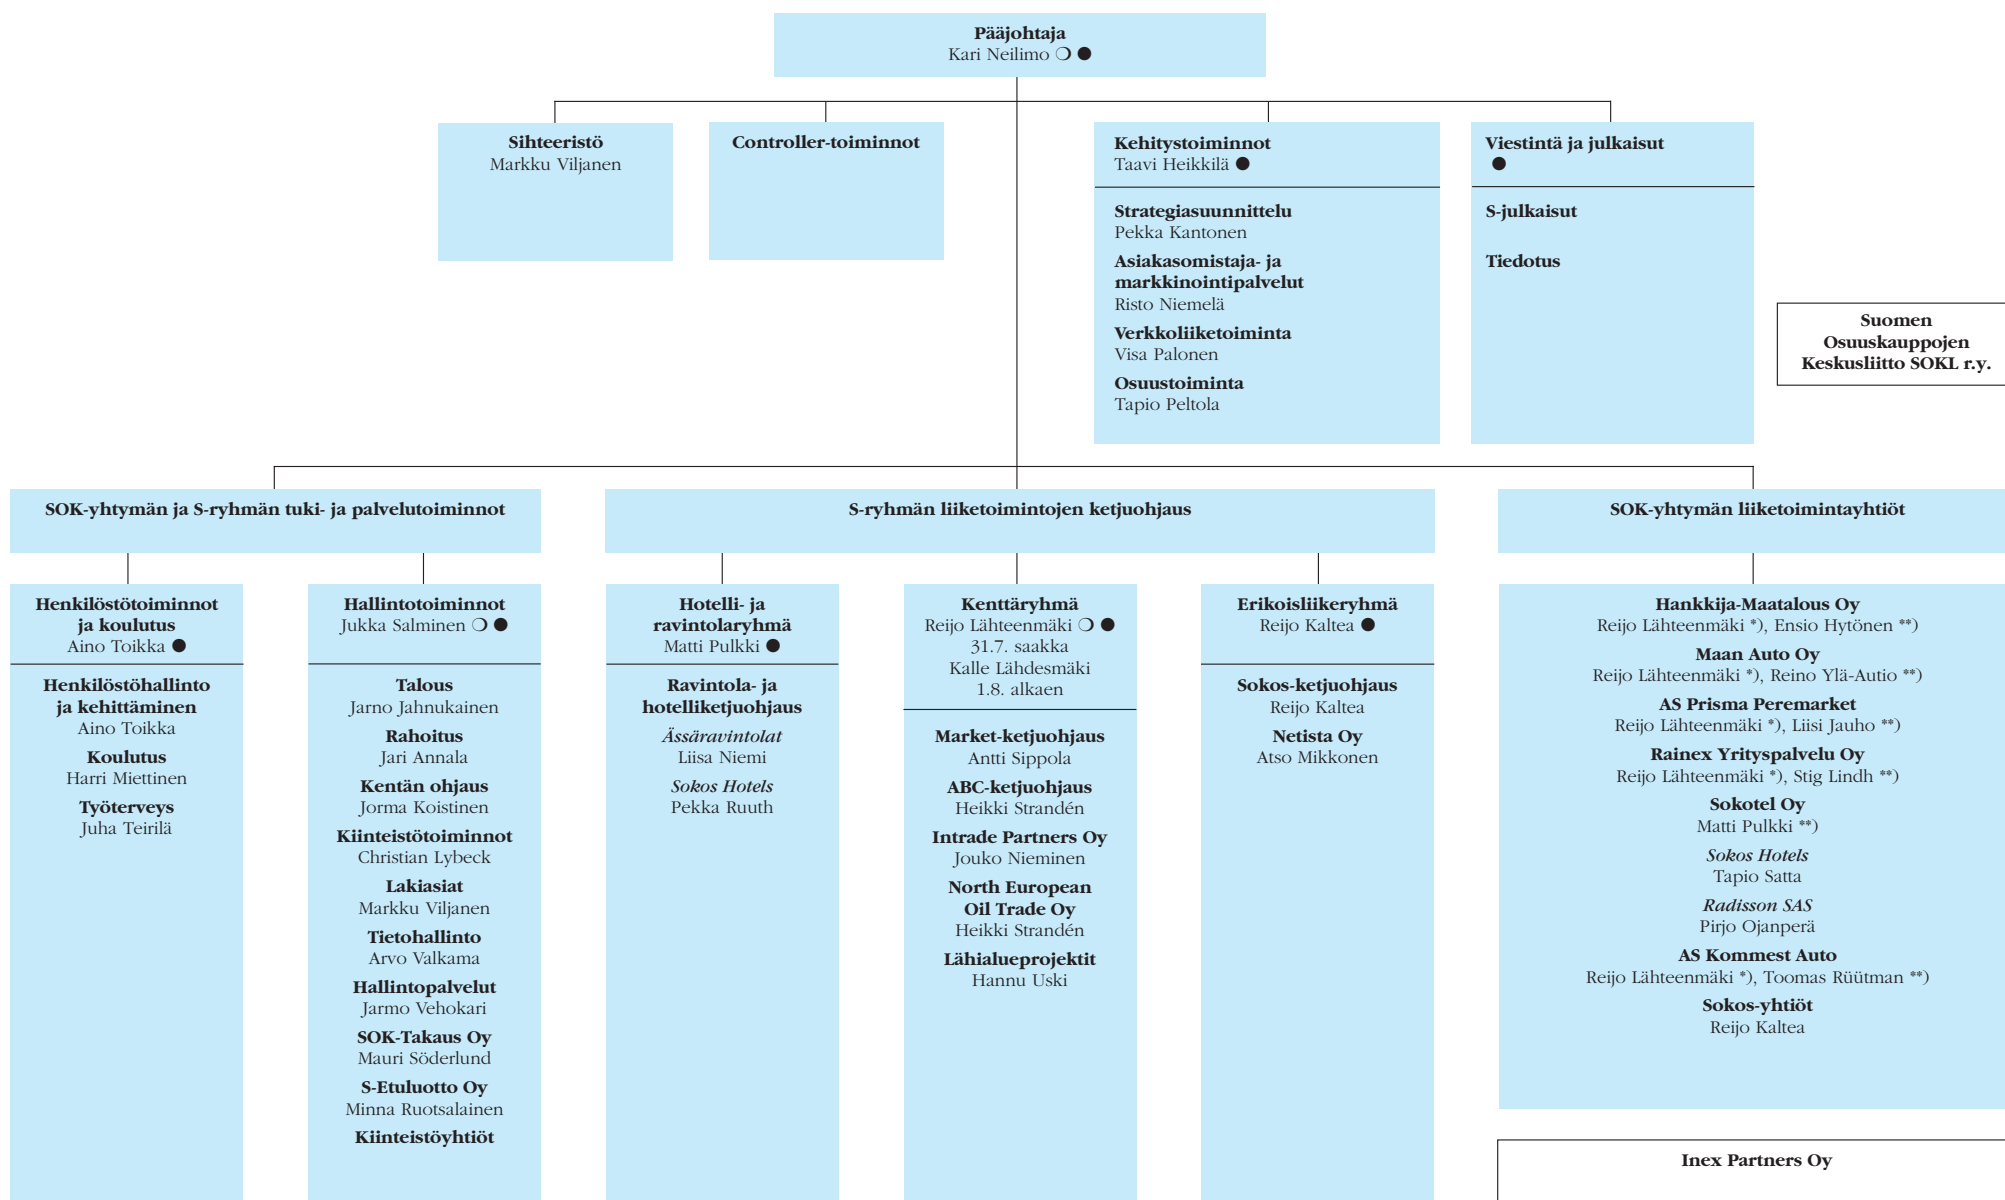 Pääjohtaja
Kari Neilimo ❍ ●
Sihteeristö
Markku Viljanen
Controller-toiminnot
Kehitystoiminnot
Taavi Heikkilä ●
Strategiasuunnittelu
Pekka Kantonen
Asiakasomistaja- ja
markkinointipalvelut
Risto Niemelä
Verkkoliiketoiminta
Visa Palonen
Osuustoiminta
Tapio Peltola
Viestintä ja julkaisut
●
S-julkaisut
Tiedotus
Suomen
Osuuskauppojen
Keskusliitto SOKL r.y.
SOK-yhtymän ja S-ryhmän tuki- ja palvelutoiminnot
S-ryhmän liiketoimintojen ketjuohjaus
SOK-yhtymän liiketoimintayhtiöt
Henkilöstötoiminnot
ja koulutus
Aino Toikka ●
Henkilöstöhallinto
ja kehittäminen
Aino Toikka
Koulutus
Harri Miettinen
Työterveys
Juha Teirilä
Hallintotoiminnot
Jukka Salminen ❍ ●
Talous
Jarno Jahnukainen
Rahoitus
Jari Annala
Kentän ohjaus
Jorma Koistinen
Kiinteistötoiminnot
Christian Lybeck
Lakiasiat
Markku Viljanen
Tietohallinto
Arvo Valkama
Hallintopalvelut
Jarmo Vehokari
SOK-Takaus Oy
Mauri Söderlund
S-Etuluotto Oy
Minna Ruotsalainen
Kiinteistöyhtiöt
Hotelli- ja
ravintolaryhmä
Matti Pulkki ●
Ravintola- ja
hotelliketjuohjaus
Ässäravintolat
Liisa Niemi
Sokos Hotels
Pekka Ruuth
Kenttäryhmä
Reijo Lähteenmäki ❍ ●
31.7. saakka
Kalle Lähdesmäki
1.8. alkaen
Market-ketjuohjaus
Antti Sippola
ABC-ketjuohjaus
Heikki Strandén
Intrade Partners Oy
Jouko Nieminen
North European
Oil Trade Oy
Heikki Strandén
Lähialueprojektit
Hannu Uski
Erikoisliikeryhmä
Reijo Kaltea ●
Sokos-ketjuohjaus
Reijo Kaltea
Netista Oy
Atso Mikkonen
Hankkija-Maatalous Oy
Reijo Lähteenmäki *), Ensio Hytönen **)
Maan Auto Oy
Reijo Lähteenmäki *), Reino Ylä-Autio **)
AS Prisma Peremarket
Reijo Lähteenmäki *), Liisi Jauho **)
Rainex Yrityspalvelu Oy
Reijo Lähteenmäki *), Stig Lindh **)
Sokotel Oy
Matti Pulkki **)
Sokos Hotels
Tapio Satta
Radisson SAS
Pirjo Ojanperä
AS Kommest Auto
Reijo Lähteenmäki *), Toomas Rüütman **)
Sokos-yhtiöt
Reijo Kaltea
Inex Partners Oy